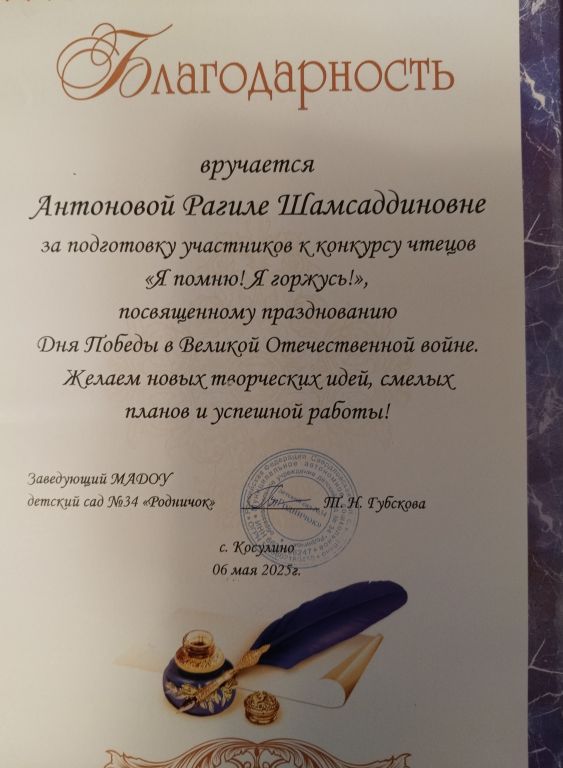 Благодарность
вручается
Антоновой Рагиле Шамсаддиновне
за подготовку участников к конкурсу чтецов
«Я помню! Я горжусь!»,
посвященному празднованию
Дня Победы в Великой Отечественной войне.
Желаем новых творческих идей, смелых
планов и успешной работы!
Заведующий МАДОУ
детский сад №34 «Родничок» Т. Н. Губскова
с. Косулино
06 мая 2025г.